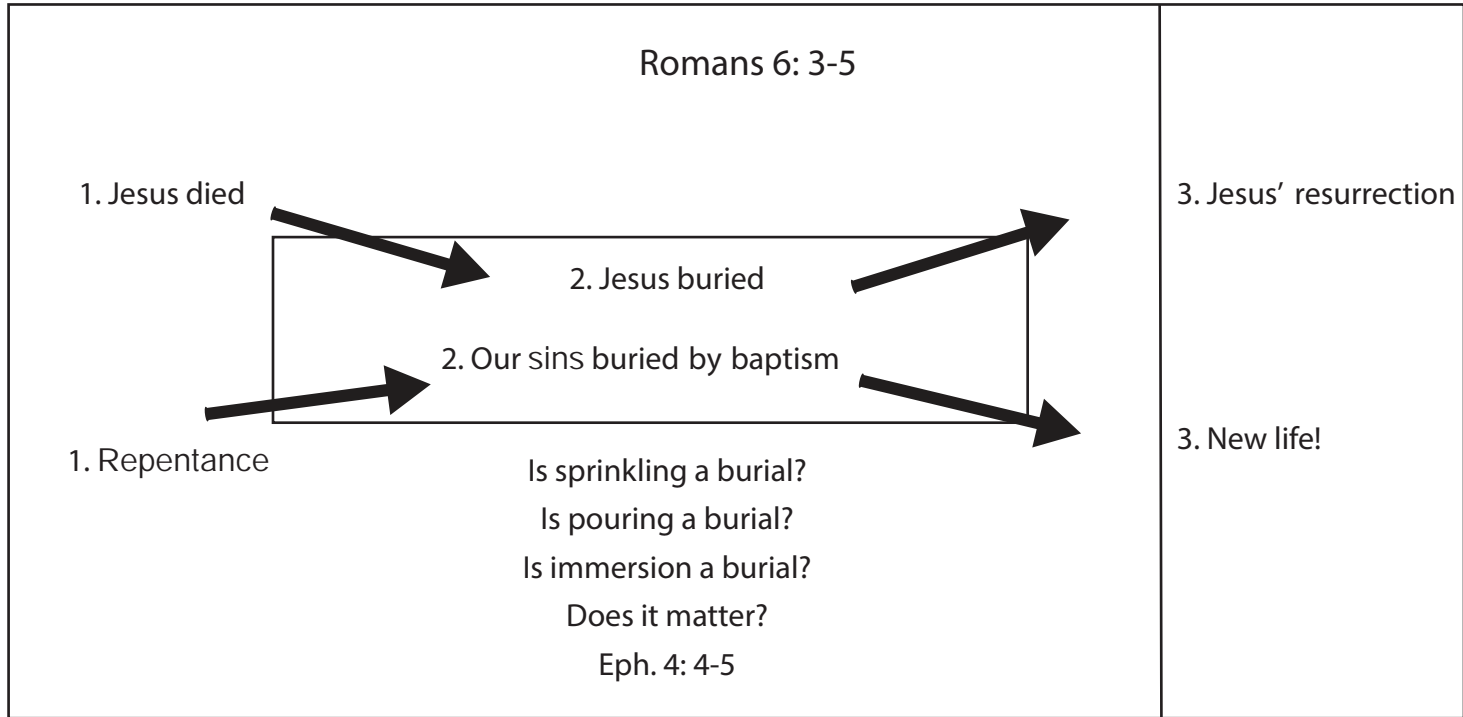 Romans 6: 3-5
1. Jesus died
3. Jesus’ resurrection
2. Jesus buried
2. Our sins buried by baptism
1. Repentance
3. New life!
Is sprinkling a burial?
Is pouring a burial?
Is immersion a burial?
Does it matter?
Eph. 4: 4-5